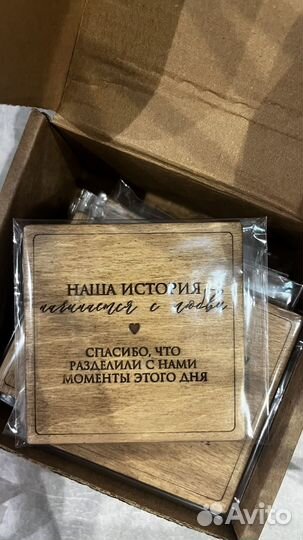 НАША ИСТОРИЯ
начинается с любви
СПАСИБО, ЧТО
РАЗДЕЛИЛИ С НАМИ
МОМЕНТЫ ЭТОГО ДНЯ
Avito